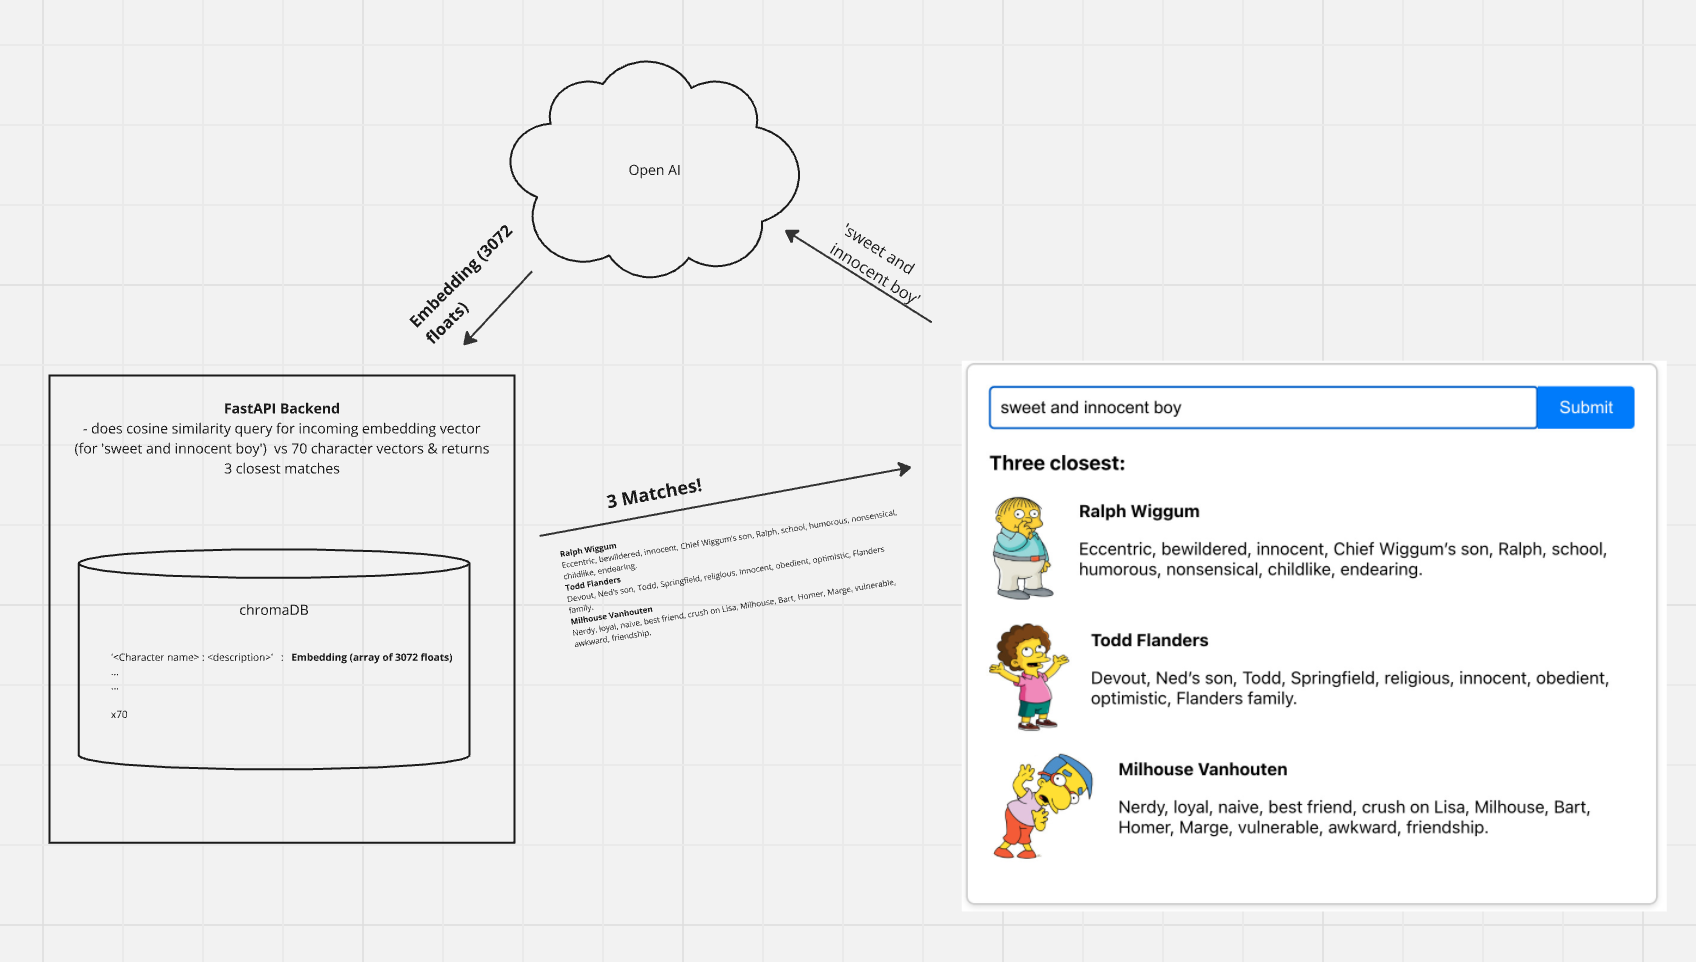 Open AI
'sweet and
innocent boy'
Embedding (3072
floats)
FastAPI Backend
- does cosine similarity query for incoming embedding vector
(for 'sweet and innocent boy')  vs 70 character vectors & returns
3 closest matches
chromaDB
'<Character name> : <description>'   :   Embedding (array of 3072 floats)
...
...
x70
3 Matches!
Ralph Wiggum
Eccentric, bewildered, innocent, Chief Wiggum's son, Ralph, school, humorous, nonsensical,
childlike, endearing.
Todd Flanders
Devout, Ned's son, Todd, Springfield, religious, innocent, obedient, optimistic, Flanders
family.
Milhouse Vanhouten
Nerdy, loyal, naive, best friend, crush on Lisa, Milhouse, Bart, Homer, Marge, vulnerable,
awkward, friendship.
sweet and innocent boy
Submit
Three closest:
Ralph Wiggum
Eccentric, bewildered, innocent, Chief Wiggum’s son, Ralph, school,
humorous, nonsensical, childlike, endearing.
Todd Flanders
Devout, Ned’s son, Todd, Springfield, religious, innocent, obedient,
optimistic, Flanders family.
Milhouse Vanhouten
Nerdy, loyal, naive, best friend, crush on Lisa, Milhouse, Bart,
Homer, Marge, vulnerable, awkward, friendship.